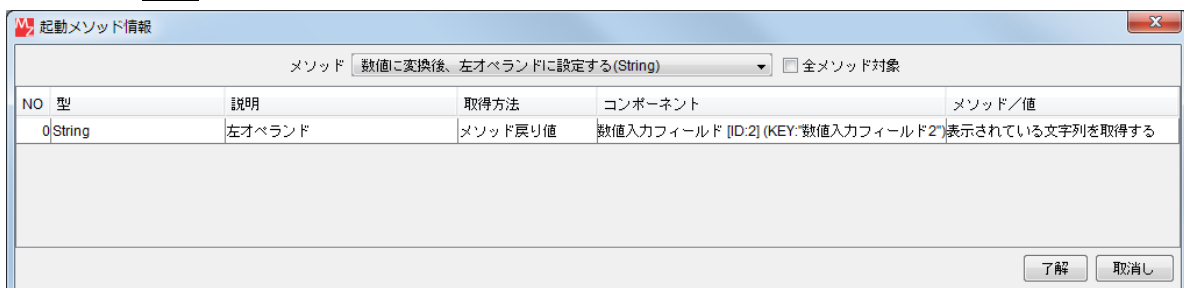 起動メソッド情報
メソッド 数値に変換後、左オペランドに設定する(String) 全メソッド対象
NO 型 説明 取得方法 コンポーネント メソッド／値
0 String 左オペランド メソッド戻り値 数値入力フィールド [ID:2] (KEY:"数値入力フィールド2") 表示されている文字列を取得する
了解 取消し